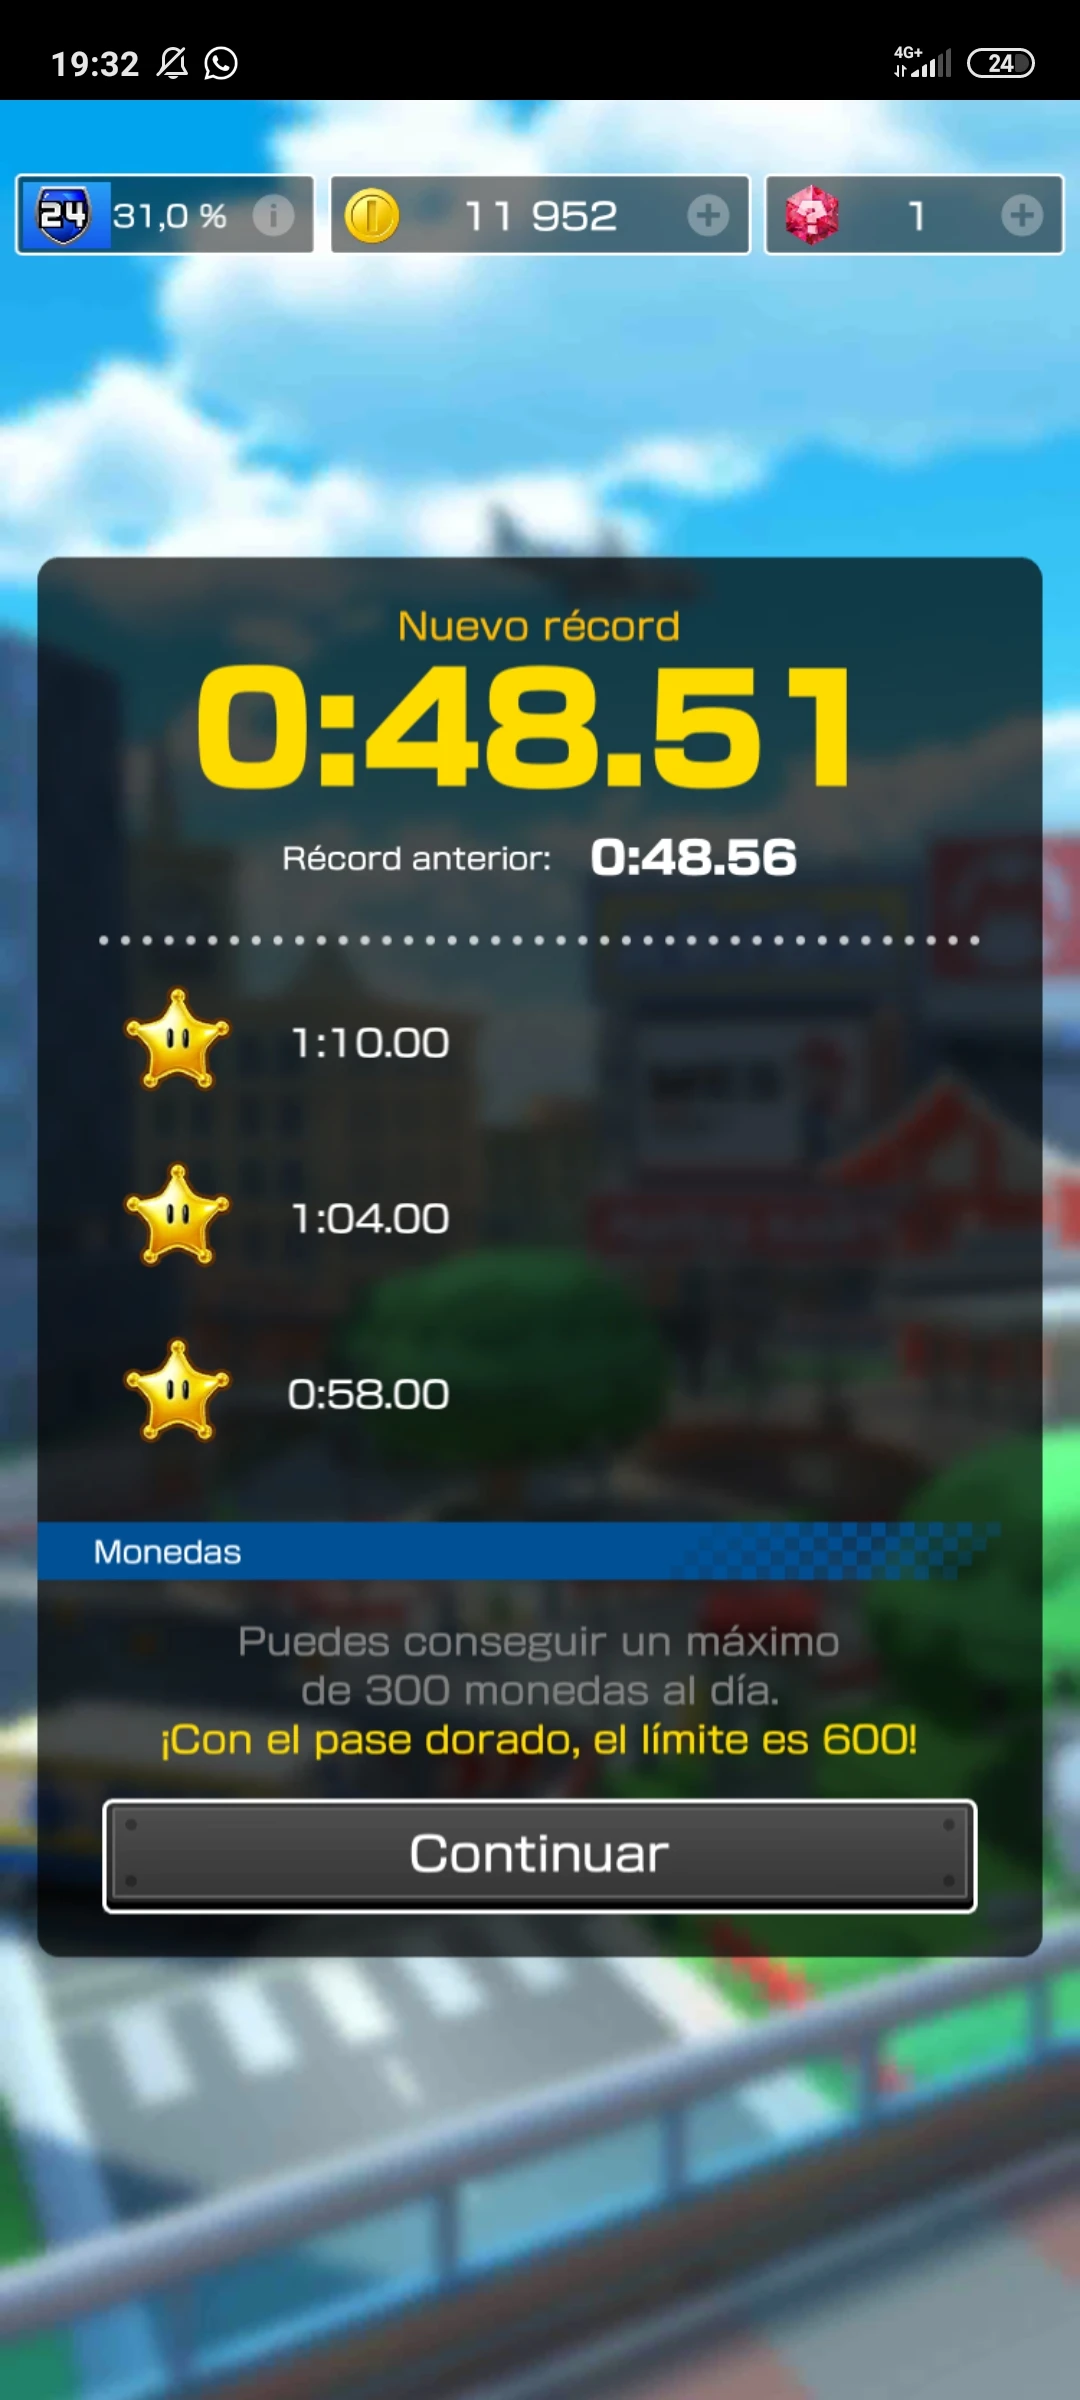 19:32 4G+ 24
24 31,0 % i 11 952 + 1 +
Nuevo récord
0:48.51
Récord anterior: 0:48.56
1:10.00
1:04.00
0:58.00
Monedas
Puedes conseguir un máximo
de 300 monedas al día.
¡Con el pase dorado, el límite es 600!
Continuar